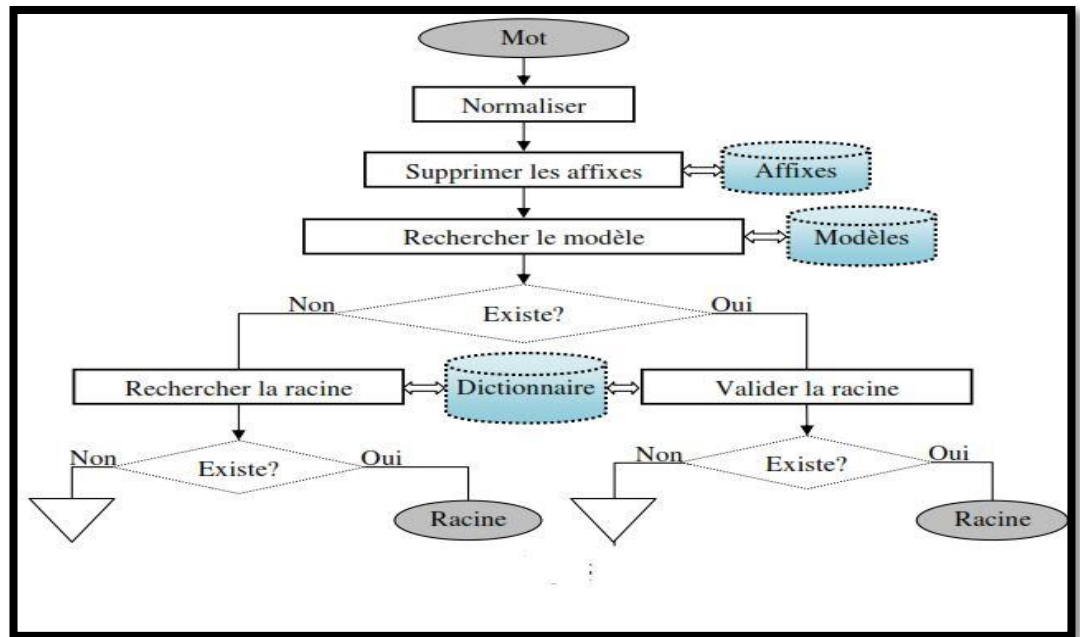 Mot
Normaliser
Supprimer les affixes
Affixes
Rechercher le modèle
Modèles
Non
Existe?
Oui
Rechercher la racine
Dictionnaire
Valider la racine
Non
Existe?
Oui
Non
Existe?
Oui
Racine
Racine